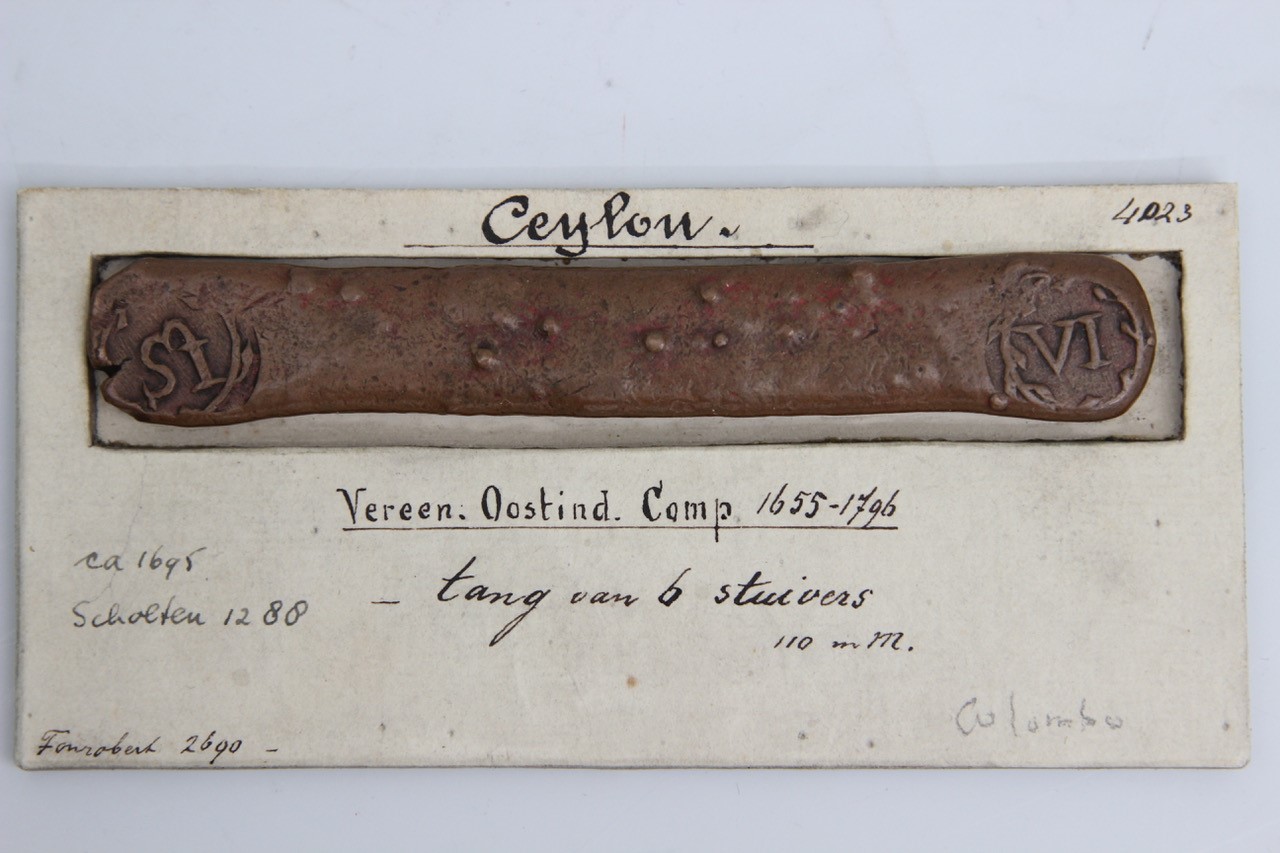 Ceylon.
4023
St
VI
Vereen. Oostind. Comp. 1655-1796
ca 1695
Scholten 1288
– tang van 6 stuivers
110 mM.
Colombo
Fonrobert 2690 –